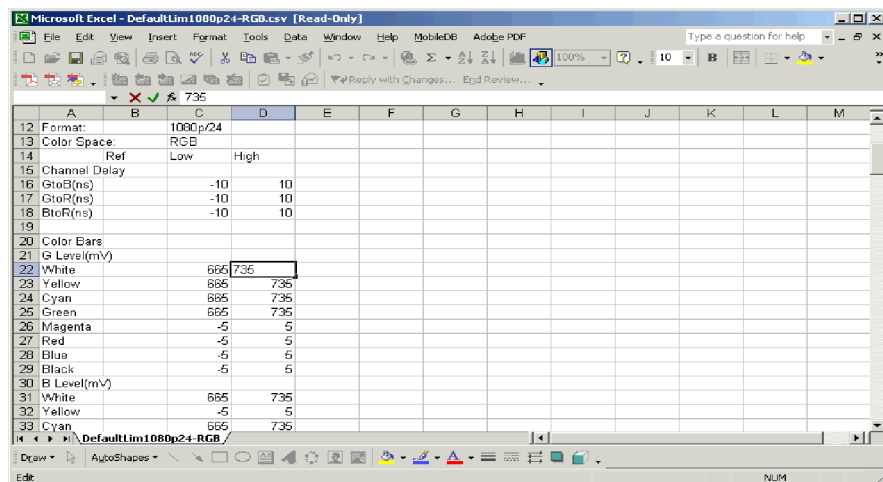 Microsoft Excel - DefaultLim1080p24-RGB.csv [Read-Only]
File Edit View Insert Format Tools Data Window Help MobileDB Adobe PDF Type a question for help
100% 10 B
Reply with Changes... End Review...
735
A B C D E F G H I J K L M
12 Format: 1080p/24
13 Color Space: RGB
14 Ref Low High
15 Channel Delay
16 GtoB(ns) -10 10
17 GtoR(ns) -10 10
18 BtoR(ns) -10 10
19
20 Color Bars
21 G Level(mV)
22 White 665 735
23 Yellow 665 735
24 Cyan 665 735
25 Green 665 735
26 Magenta -5 5
27 Red -5 5
28 Blue -5 5
29 Black -5 5
30 B Level(mV)
31 White 665 735
32 Yellow -5 5
33 Cyan 665 735
DefaultLim1080p24-RGB
Draw AutoShapes A
Edit NUM